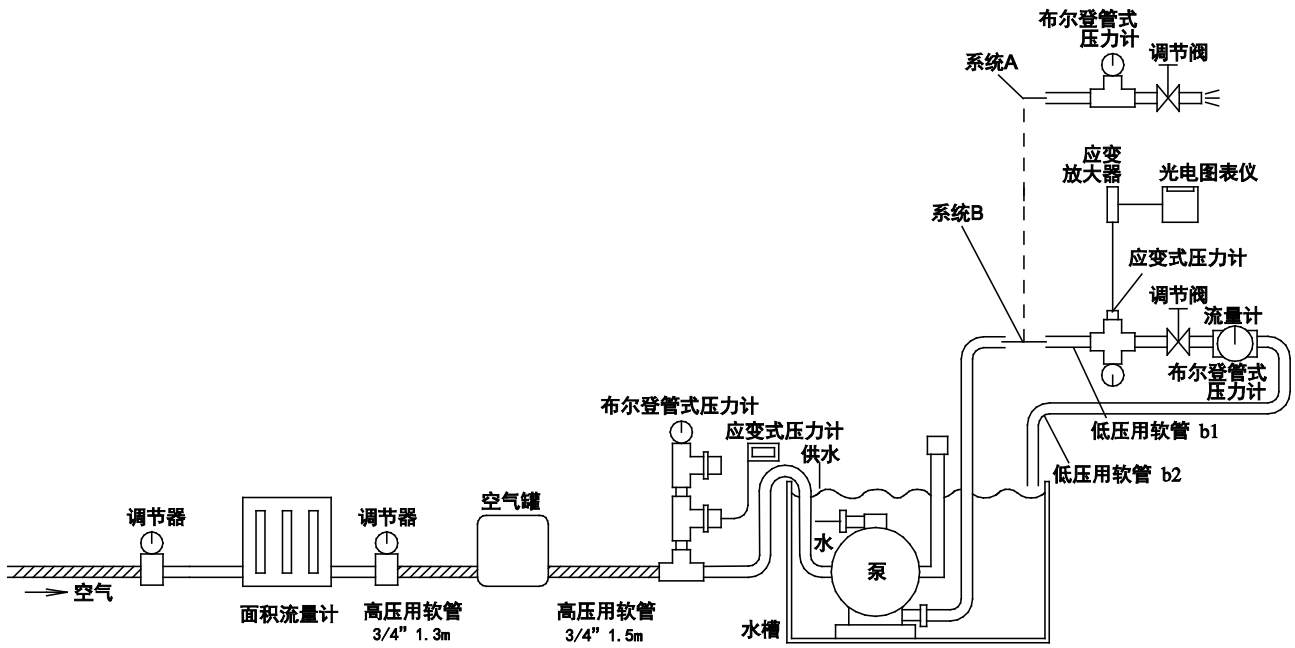 布尔登管式
压力计
调节阀
系统A
应变
放大器
光电图表仪
系统B
应变式压力计
调节阀
流量计
布尔登管式
压力计
布尔登管式压力计
应变式压力计
供水
低压用软管 b1
低压用软管 b2
空气罐
调节器
调节器
水
泵
空气
面积流量计
高压用软管
3/4” 1.3m
高压用软管
3/4” 1.5m
水槽